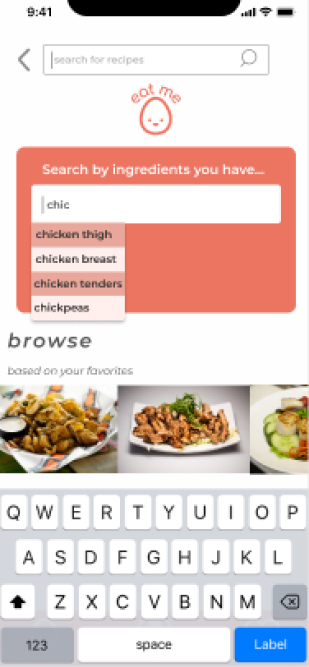 9:41
search for recipes
eat me
Search by ingredients you have...
chic
chicken thigh
chicken breast
chicken tenders
chickpeas
browse
based on your favorites
Q W E R T Y U I O P
A S D F G H J K L
Z X C V B N M
123 space Label